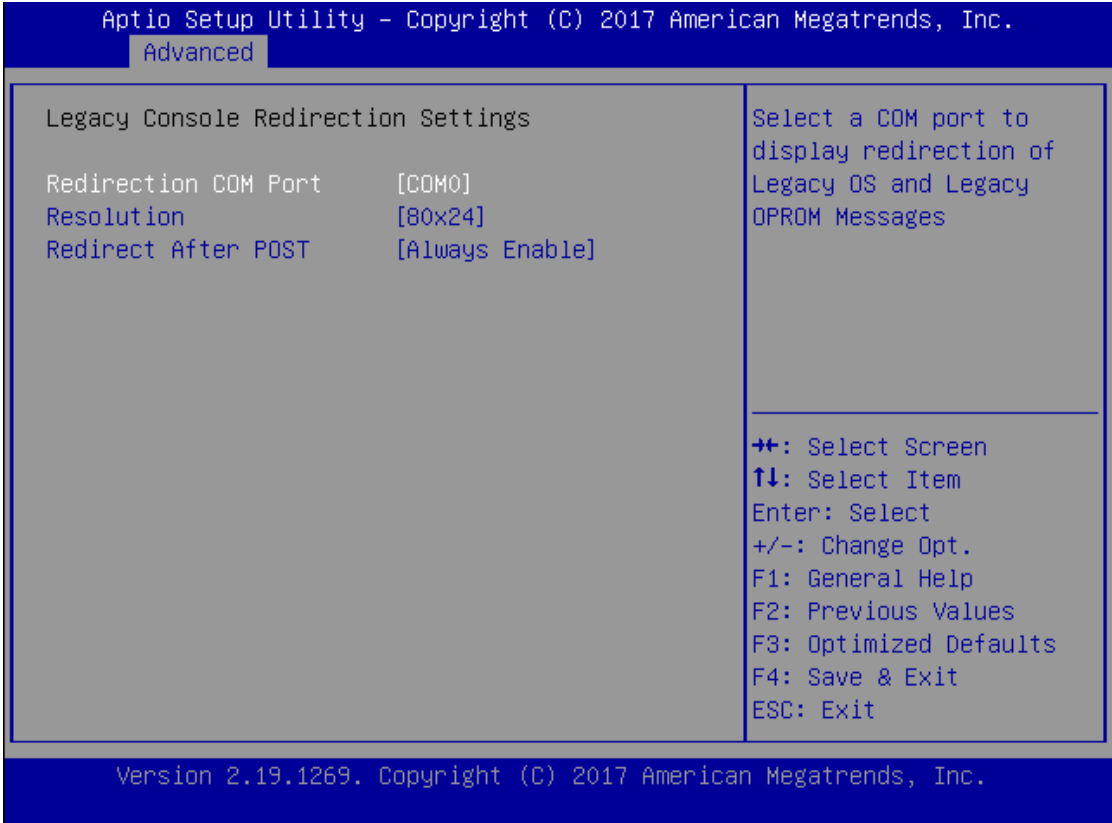 Aptio Setup Utility – Copyright (C) 2017 American Megatrends, Inc.
Advanced
Legacy Console Redirection Settings
Redirection COM Port [COM0]
Resolution [80x24]
Redirect After POST [Always Enable]
Select a COM port to
display redirection of
Legacy OS and Legacy
OPROM Messages
→←: Select Screen
↑↓: Select Item
Enter: Select
+/-: Change Opt.
F1: General Help
F2: Previous Values
F3: Optimized Defaults
F4: Save & Exit
ESC: Exit
Version 2.19.1269. Copyright (C) 2017 American Megatrends, Inc.